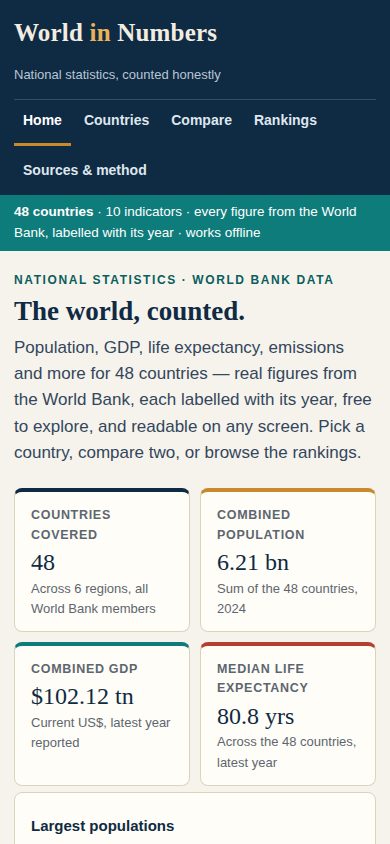 World in Numbers
National statistics, counted honestly
Home Countries Compare Rankings
Sources & method
48 countries · 10 indicators · every figure from the World
Bank, labelled with its year · works offline
NATIONAL STATISTICS · WORLD BANK DATA
The world, counted.
Population, GDP, life expectancy, emissions
and more for 48 countries — real figures from
the World Bank, each labelled with its year, free
to explore, and readable on any screen. Pick a
country, compare two, or browse the rankings.
COUNTRIES
COVERED
48
Across 6 regions, all
World Bank members
COMBINED
POPULATION
6.21 bn
Sum of the 48 countries,
2024
COMBINED GDP
$102.12 tn
Current US$, latest year
reported
MEDIAN LIFE
EXPECTANCY
80.8 yrs
Across the 48 countries,
latest year
Largest populations